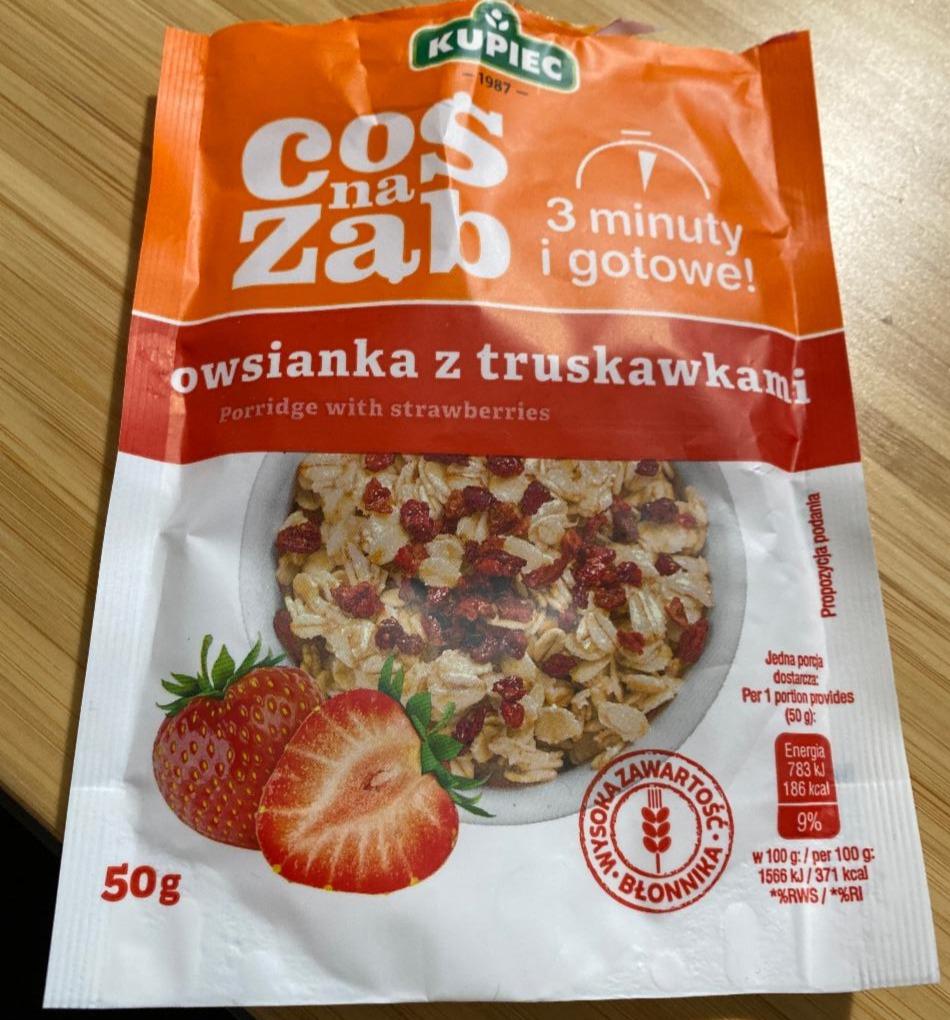 KUPIEC
— 1987 —
coś
na
Ząb
3 minuty
i gotowe!
owsianka z truskawkami
Porridge with strawberries
Propozycja podania
Jedna porcja
dostarcza:
Per 1 portion provides
(50 g):
Energia
783 kJ
186 kcal
9%
w 100 g: / per 100 g:
1566 kJ / 371 kcal
*%RWS / *%RI
WYSOKA ZAWARTOŚĆ • BŁONNIKA •
50g